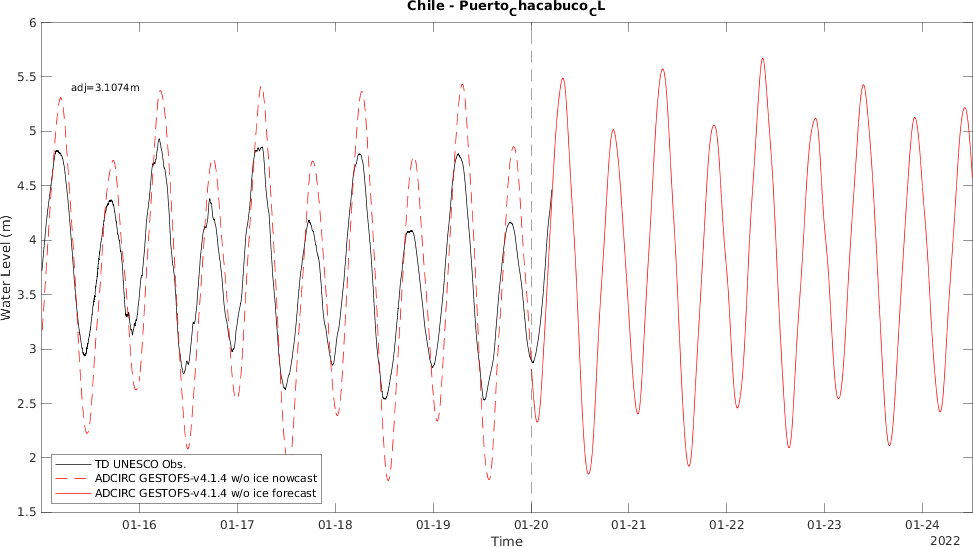 Chile - Puerto_Chacabuco_CL
6
5.5
adj=3.1074m
5
4.5
4
Water Level (m)
3.5
3
2.5
2
1.5
TD UNESCO Obs.
ADCIRC GESTOFS-v4.1.4 w/o ice nowcast
ADCIRC GESTOFS-v4.1.4 w/o ice forecast
01-16 01-17 01-18 01-19 01-20 01-21 01-22 01-23 01-24
Time
2022